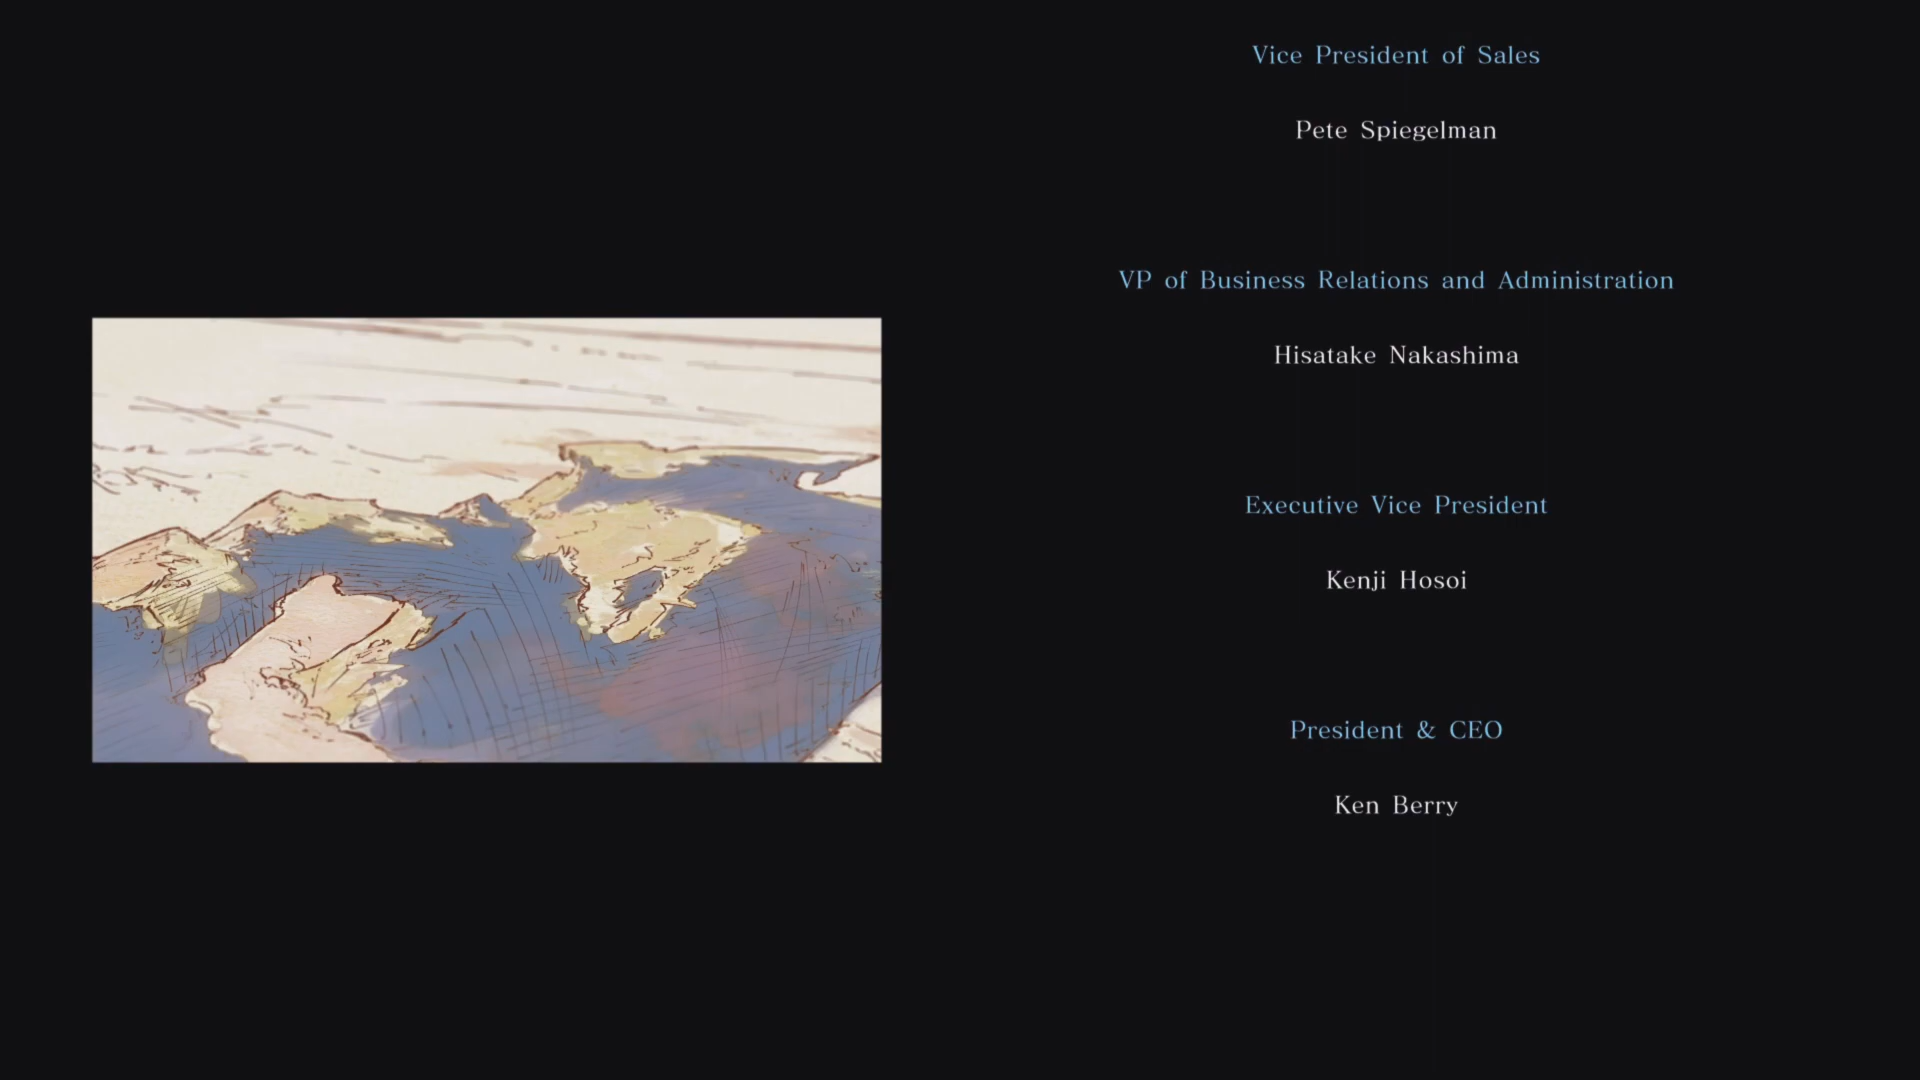 Vice President of Sales
Pete Spiegelman
VP of Business Relations and Administration
Hisatake Nakashima
Executive Vice President
Kenji Hosoi
President & CEO
Ken Berry